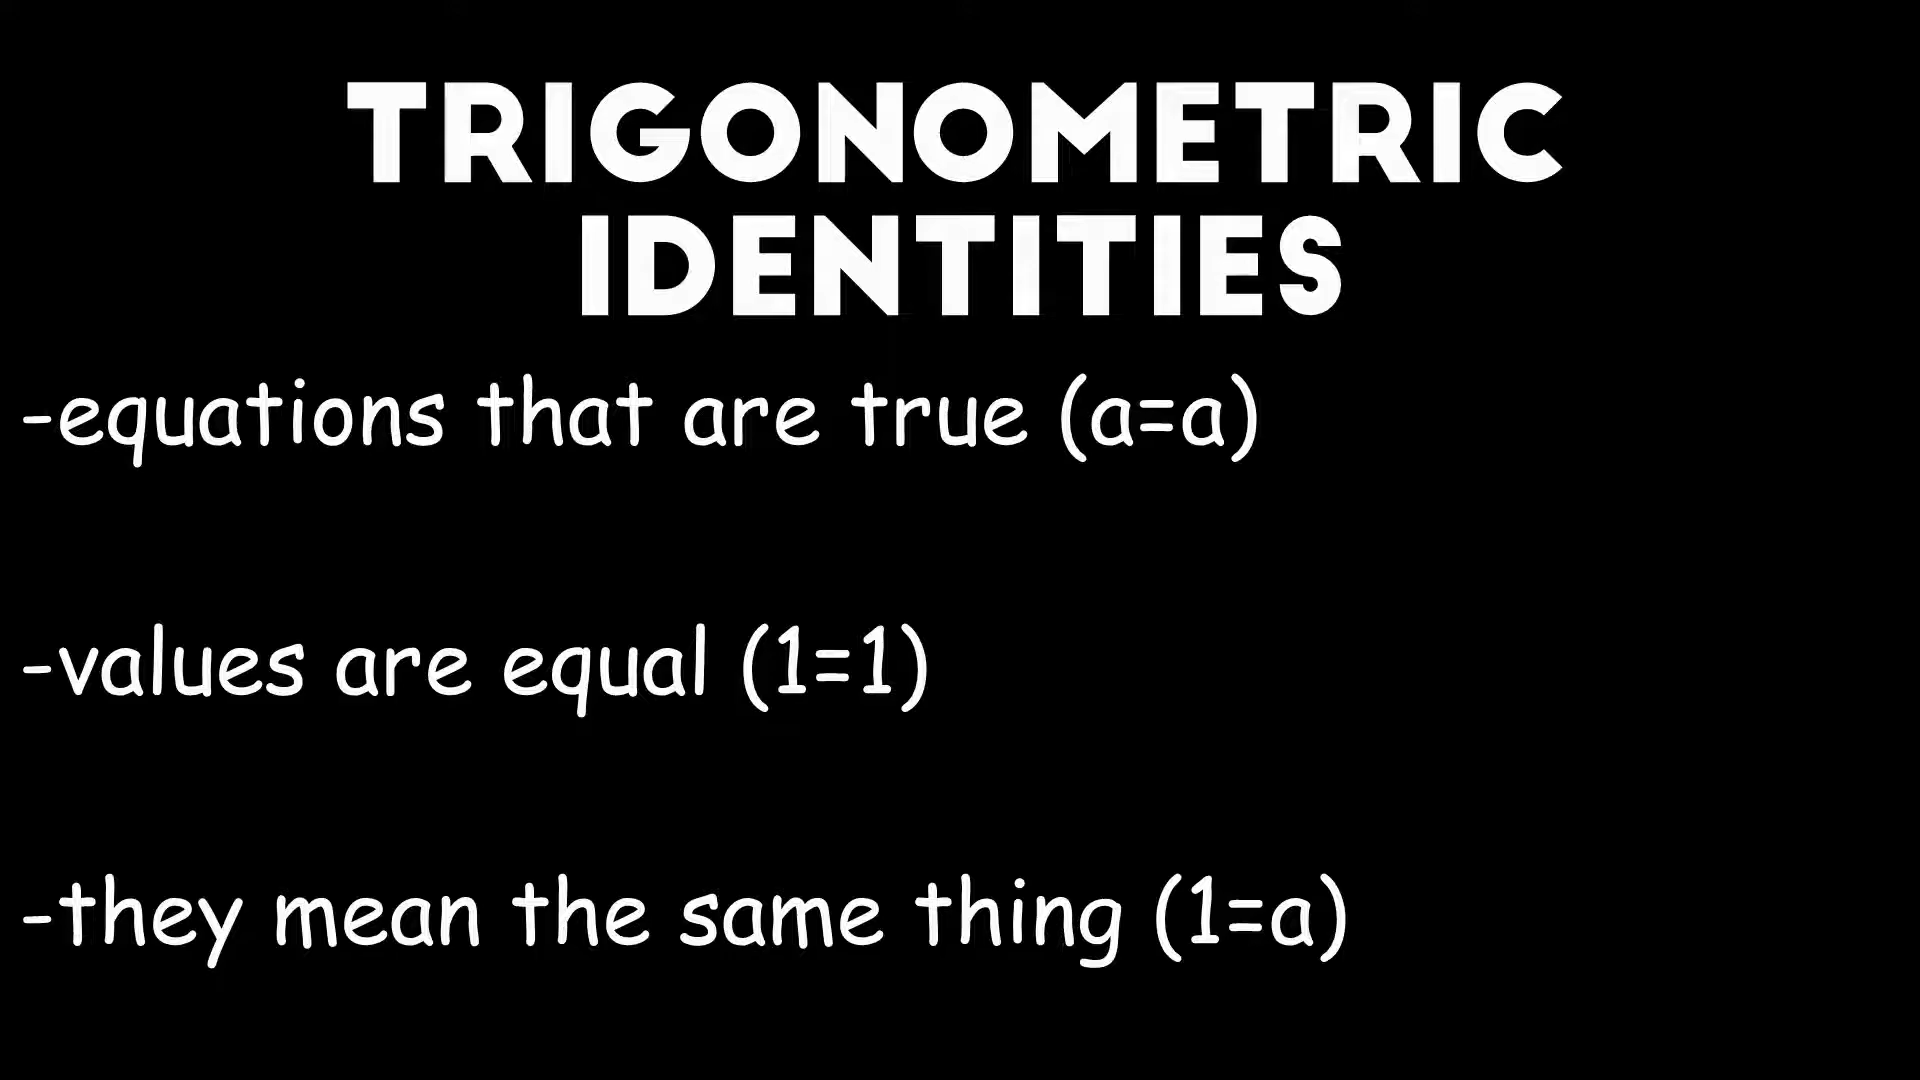 TRIGONOMETRIC
IDENTITIES
-equations that are true (a=a)
-values are equal (1=1)
-they mean the same thing (1=a)